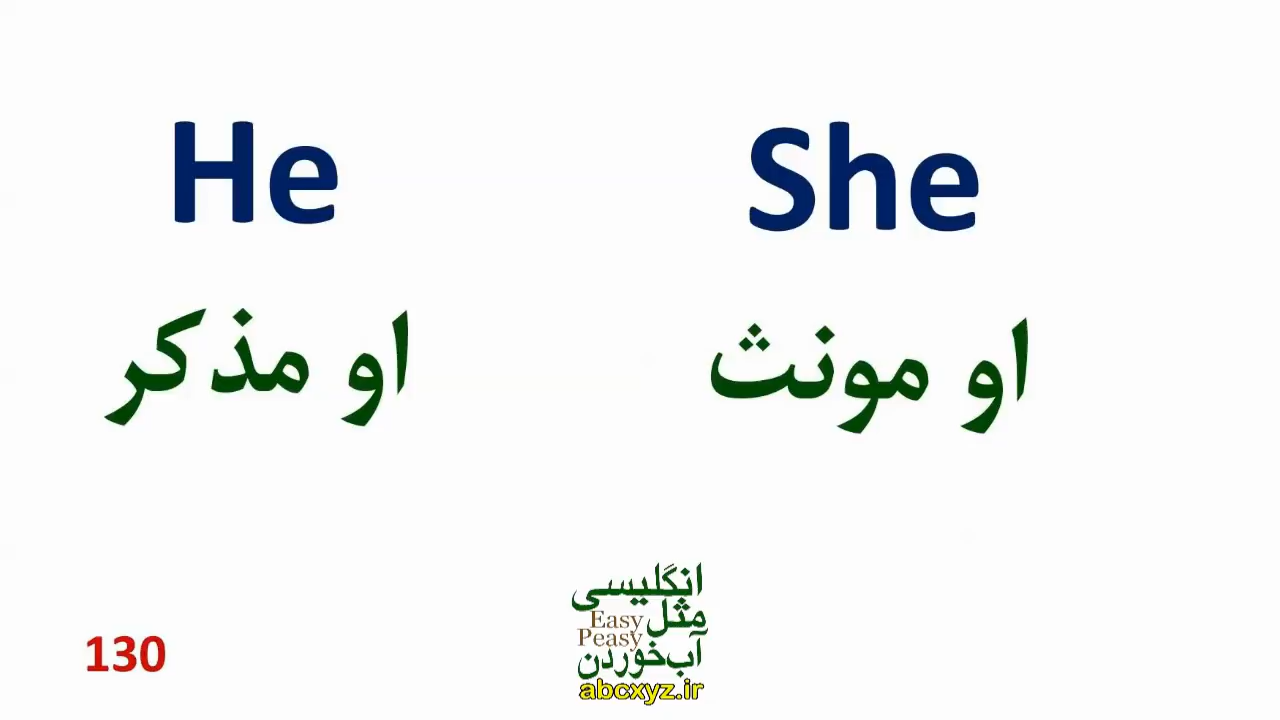 He
She
او مذکر
او مونث
130
انگلیسی
مثل
Easy
Peasy
آب‌خوردن
abcxyz.ir